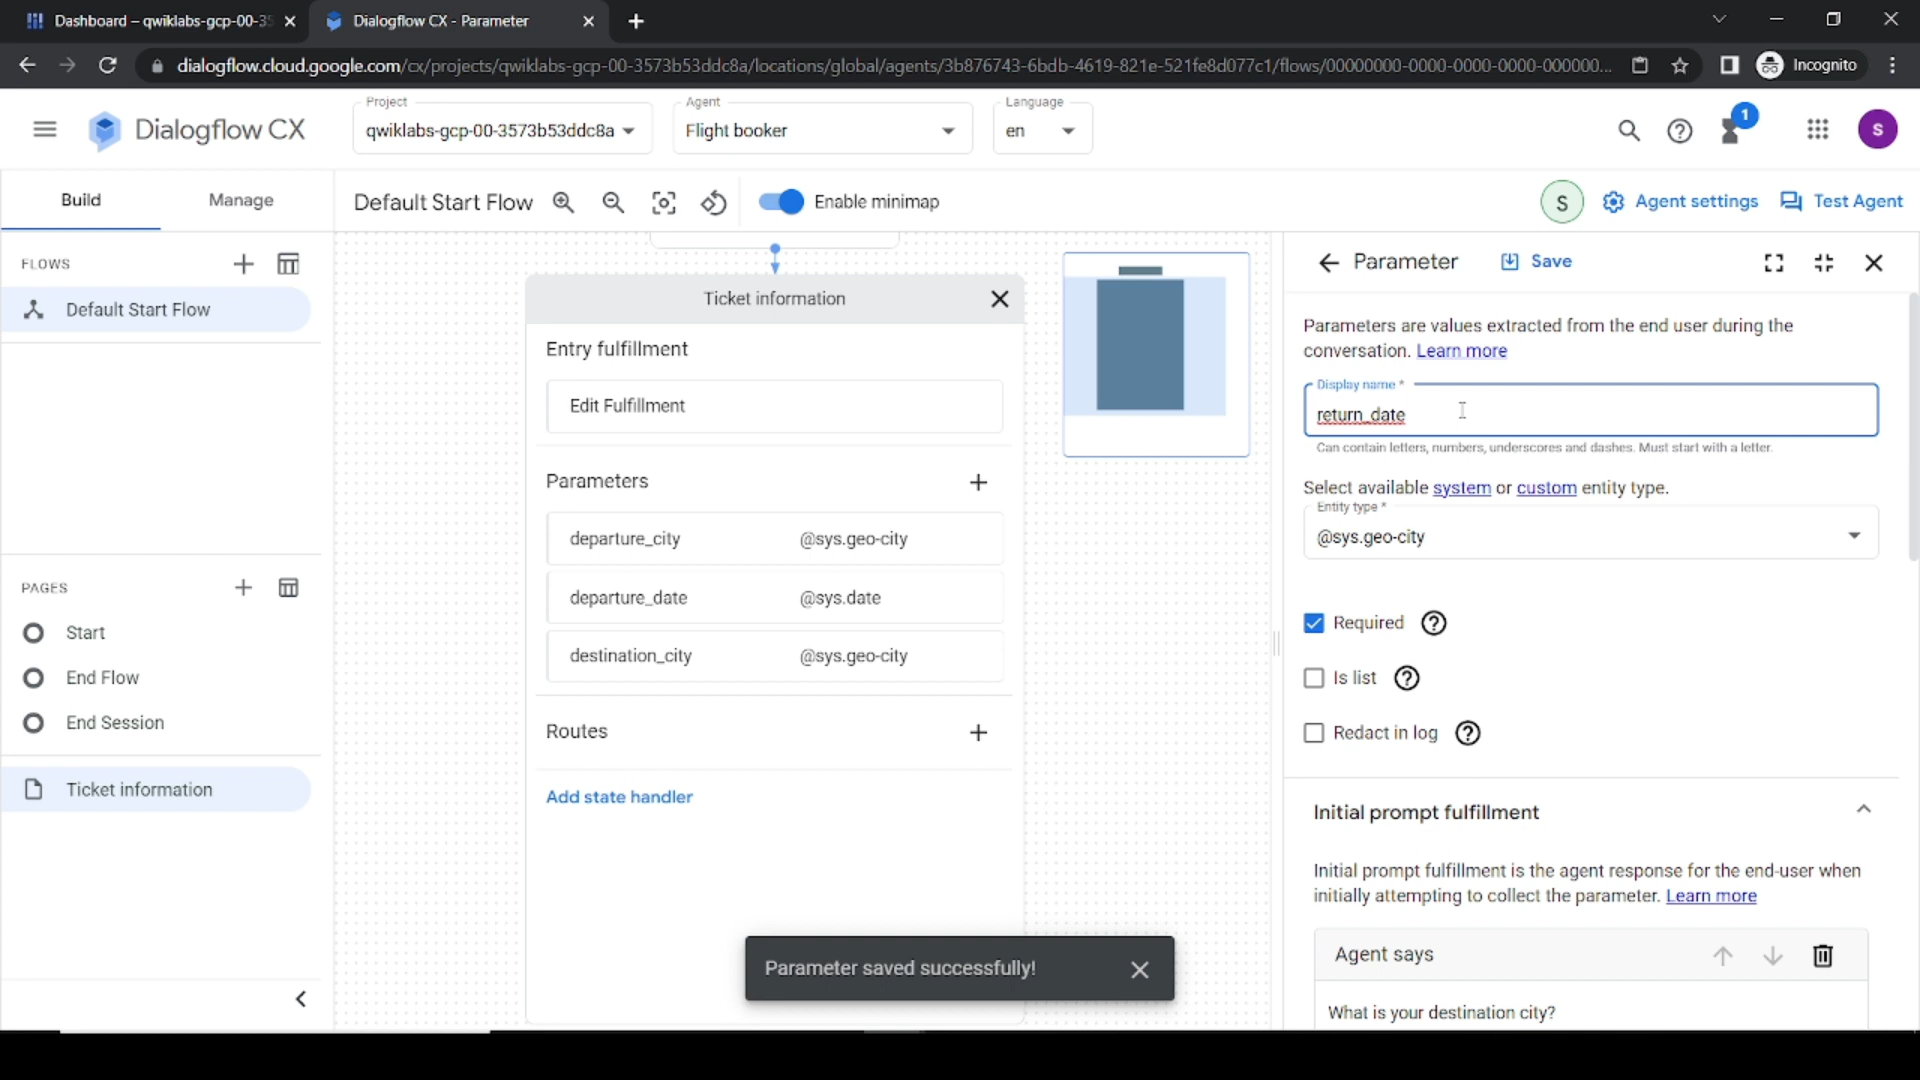 Dashboard – qwiklabs-gcp-00-35
Dialogflow CX - Parameter
dialogflow.cloud.google.com/cx/projects/qwiklabs-gcp-00-3573b53ddc8a/locations/global/agents/3b876743-6bdb-4619-821e-521fe8d077c1/flows/00000000-0000-0000-0000-000000...
Incognito
Dialogflow CX
Project
qwiklabs-gcp-00-3573b53ddc8a
Agent
Flight booker
Language
en
1
S
Build
Manage
Default Start Flow
Enable minimap
S
Agent settings
Test Agent
FLOWS
Default Start Flow
PAGES
Start
End Flow
End Session
Ticket information
Ticket information
Entry fulfillment
Edit Fulfillment
Parameters
departure_city @sys.geo-city
departure_date @sys.date
destination_city @sys.geo-city
Routes
Add state handler
Parameter saved successfully!
Parameter
Save
Parameters are values extracted from the end user during the
conversation. Learn more
Display name *
return_date
Can contain letters, numbers, underscores and dashes. Must start with a letter.
Select available system or custom entity type.
Entity type *
@sys.geo-city
Required
Is list
Redact in log
Initial prompt fulfillment
Initial prompt fulfillment is the agent response for the end-user when
initially attempting to collect the parameter. Learn more
Agent says
What is your destination city?